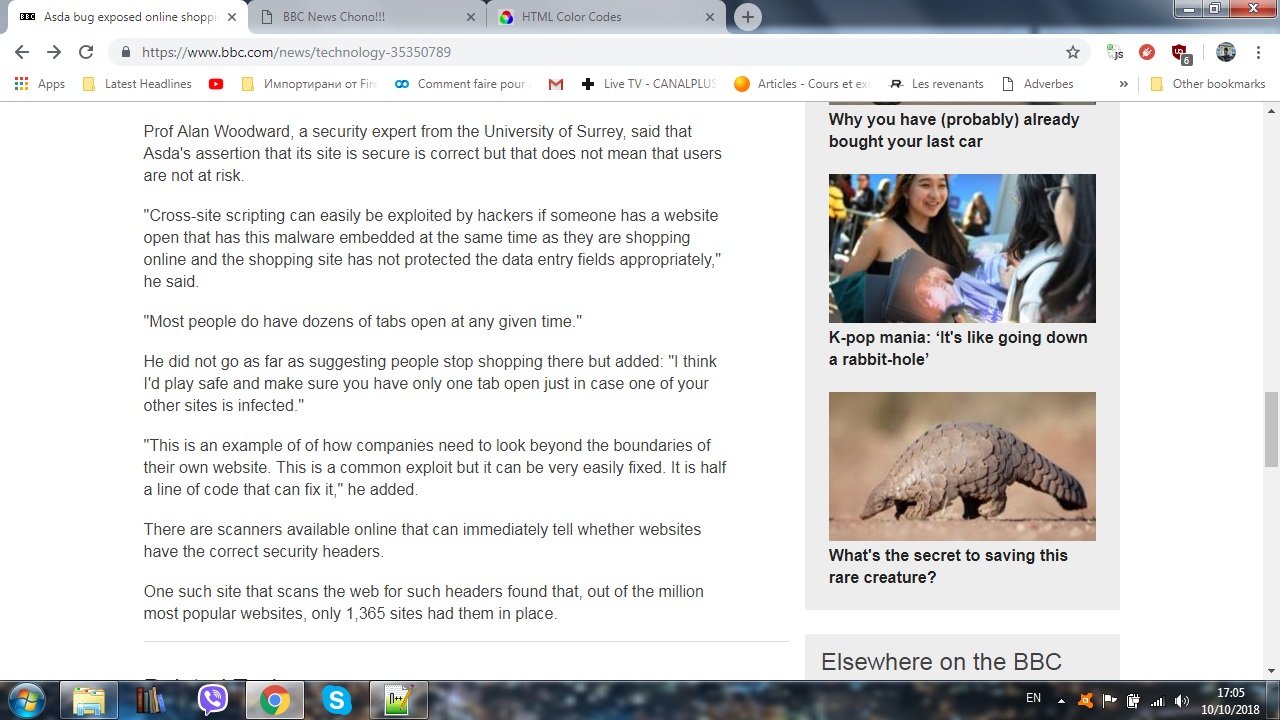 Asda bug exposed online shoppi
BBC News Chono!!!
HTML Color Codes
https://www.bbc.com/news/technology-35350789
js
6
Apps
Latest Headlines
Импортирани от Fire
Comment faire pour
Live TV - CANALPLUS
Articles - Cours et exe
Les revenants
Adverbes
»
Other bookmarks
Prof Alan Woodward, a security expert from the University of Surrey, said that
Asda's assertion that its site is secure is correct but that does not mean that users
are not at risk.
"Cross-site scripting can easily be exploited by hackers if someone has a website
open that has this malware embedded at the same time as they are shopping
online and the shopping site has not protected the data entry fields appropriately,"
he said.
"Most people do have dozens of tabs open at any given time."
He did not go as far as suggesting people stop shopping there but added: "I think
I'd play safe and make sure you have only one tab open just in case one of your
other sites is infected."
"This is an example of of how companies need to look beyond the boundaries of
their own website. This is a common exploit but it can be very easily fixed. It is half
a line of code that can fix it," he added.
There are scanners available online that can immediately tell whether websites
have the correct security headers.
One such site that scans the web for such headers found that, out of the million
most popular websites, only 1,365 sites had them in place.
Why you have (probably) already
bought your last car
K-pop mania: ‘It's like going down
a rabbit-hole’
What's the secret to saving this
rare creature?
Elsewhere on the BBC
EN
17:05
10/10/2018